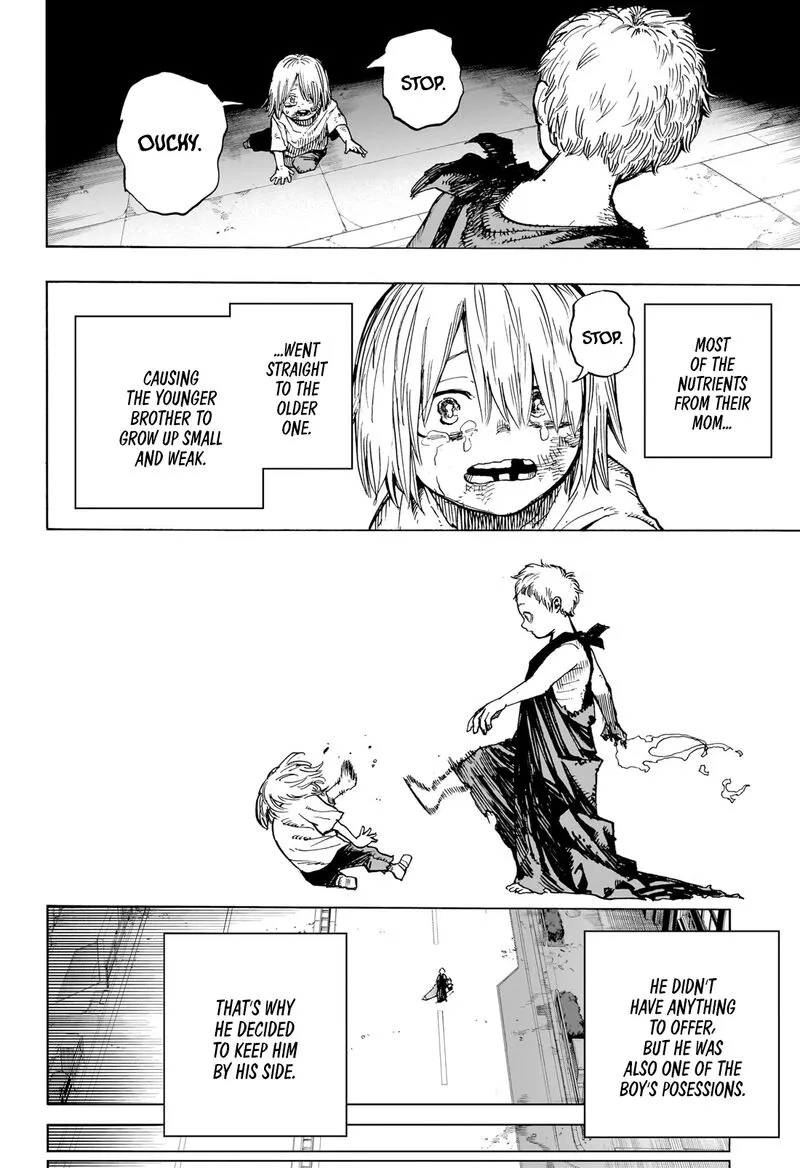 STOP.
OUCHY.
MOST
OF THE
NUTRIENTS
FROM THEIR
MOM...
STOP.
...WENT
STRAIGHT
TO THE
OLDER
ONE.
CAUSING
THE YOUNGER
BROTHER TO
GROW UP SMALL
AND WEAK.
HE DIDN'T
HAVE ANYTHING
TO OFFER,
BUT HE WAS
ALSO ONE OF THE
BOY'S POSESSIONS.
THAT'S WHY
HE DECIDED
TO KEEP HIM
BY HIS SIDE.